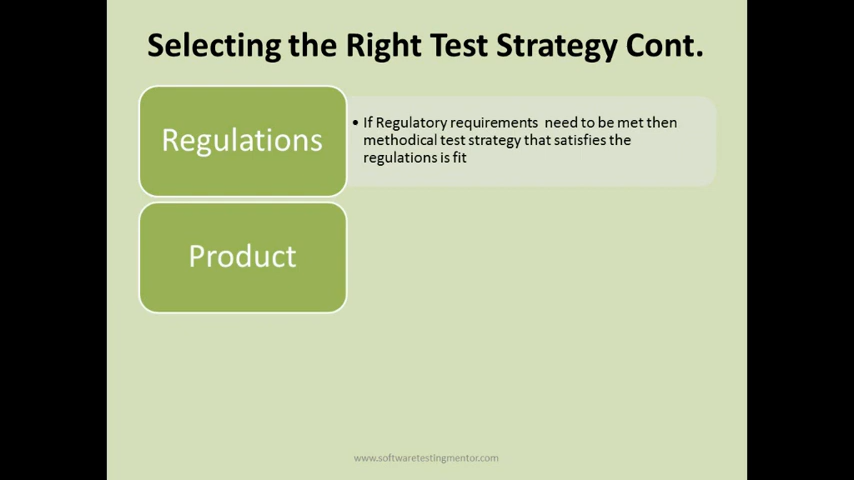 Selecting the Right Test Strategy Cont.
Regulations
• If Regulatory requirements need to be met then
methodical test strategy that satisfies the
regulations is fit
Product
www.softwaretestingmentor.com